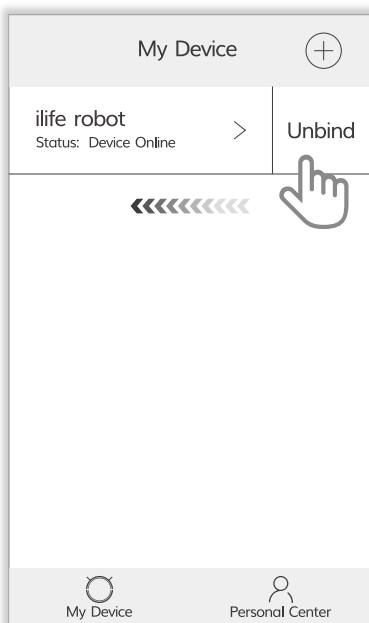 My Device
ilife robot
Status: Device Online
Unbind
My Device
Personal Center